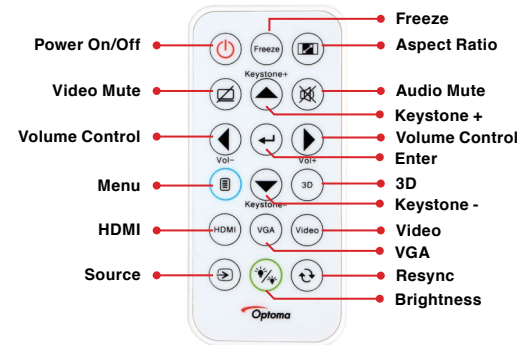 Freeze
Power On/Off
Freeze
Aspect Ratio
Keystone+
Video Mute
Audio Mute
Keystone +
Volume Control
Volume Control
Vol−
Vol+
Enter
Menu
3D
3D
Keystone−
Keystone -
HDMI
HDMI
VGA
Video
Video
VGA
Source
Resync
Brightness
Optoma